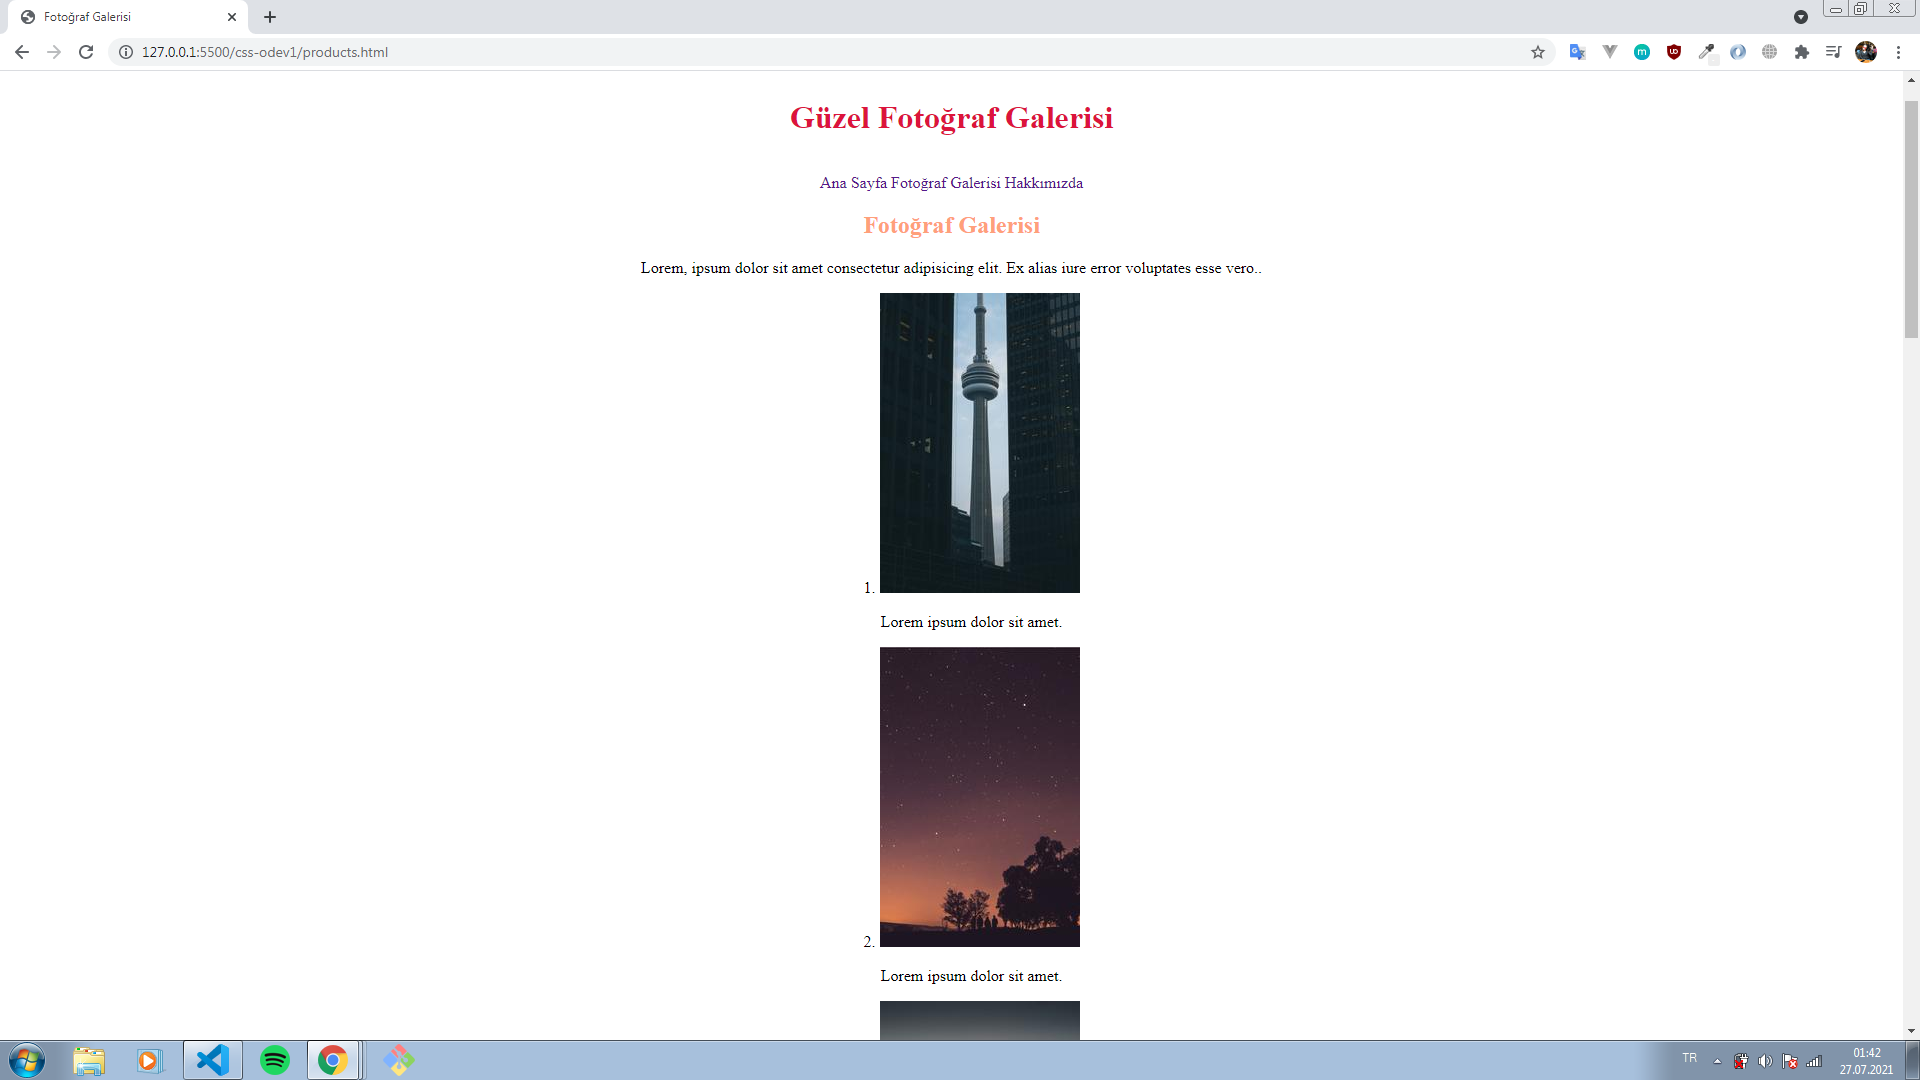 Fotoğraf Galerisi
127.0.0.1:5500/css-odev1/products.html
Güzel Fotoğraf Galerisi
Ana Sayfa Fotoğraf Galerisi Hakkımızda
Fotoğraf Galerisi
Lorem, ipsum dolor sit amet consectetur adipisicing elit. Ex alias iure error voluptates esse vero..
1.
Lorem ipsum dolor sit amet.
2.
Lorem ipsum dolor sit amet.
TR
01:42
27.07.2021